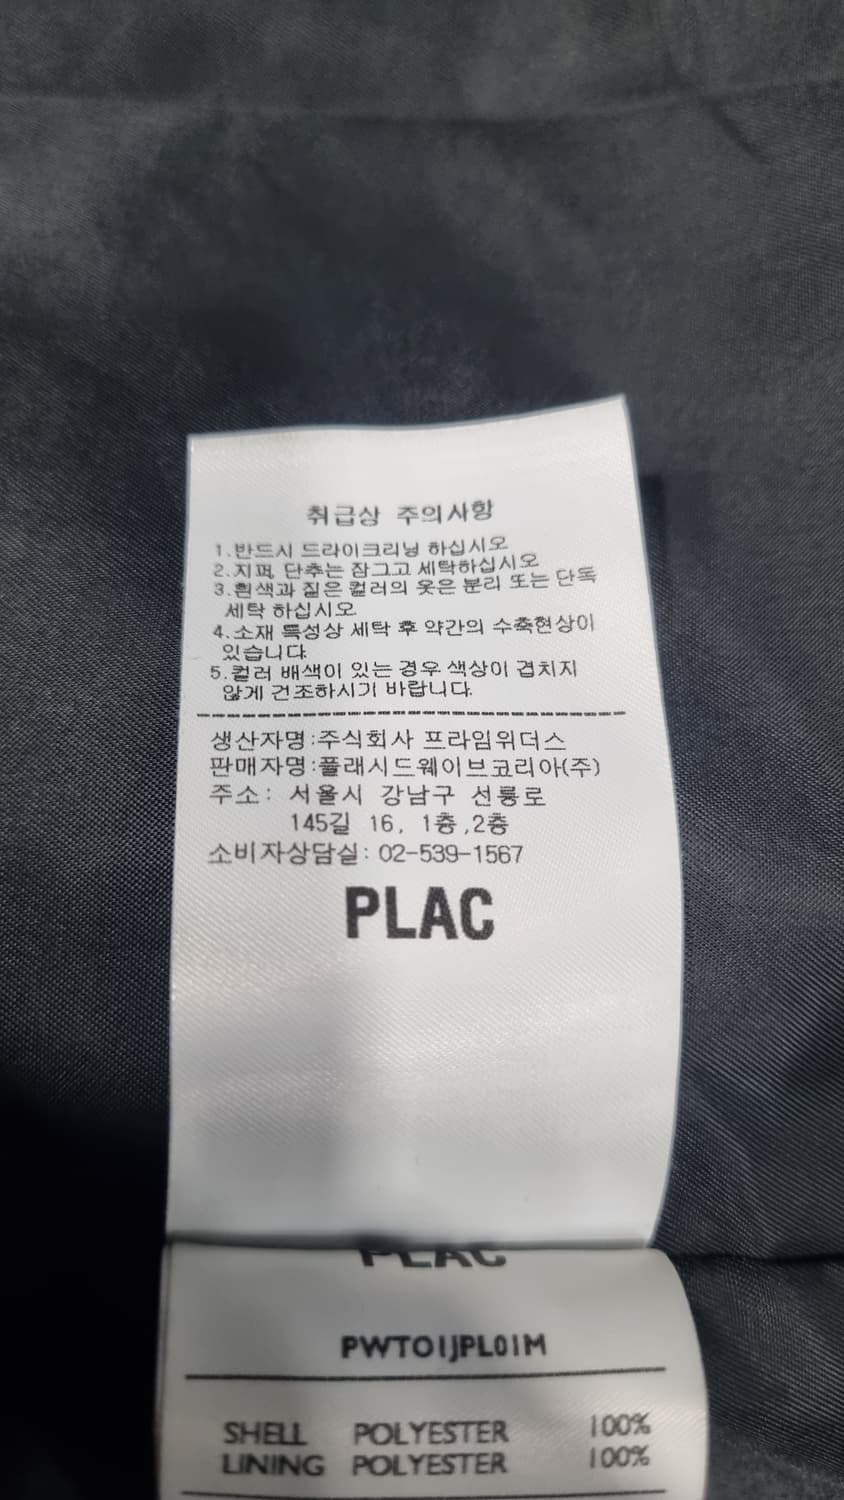 취급상 주의사항
1.반드시 드라이크리닝 하십시오
2.지퍼, 단추는 잠그고 세탁하십시오
3.흰색과 짙은 컬러의 옷은 분리 또는 단독
세탁 하십시오.
4.소재 특성상 세탁 후 약간의 수축현상이
있습니다.
5.컬러 배색이 있는 경우 색상이 겹치지
않게 건조하시기 바랍니다.
생산자명:주식회사 프라임위더스
판매자명:플래시드웨이브코리아(주)
주소: 서울시 강남구 선릉로
145길 16, 1층,2층
소비자상담실: 02-539-1567
PLAC
PLAC
PWTO1JPL01M
SHELL POLYESTER 100%
LINING POLYESTER 100%